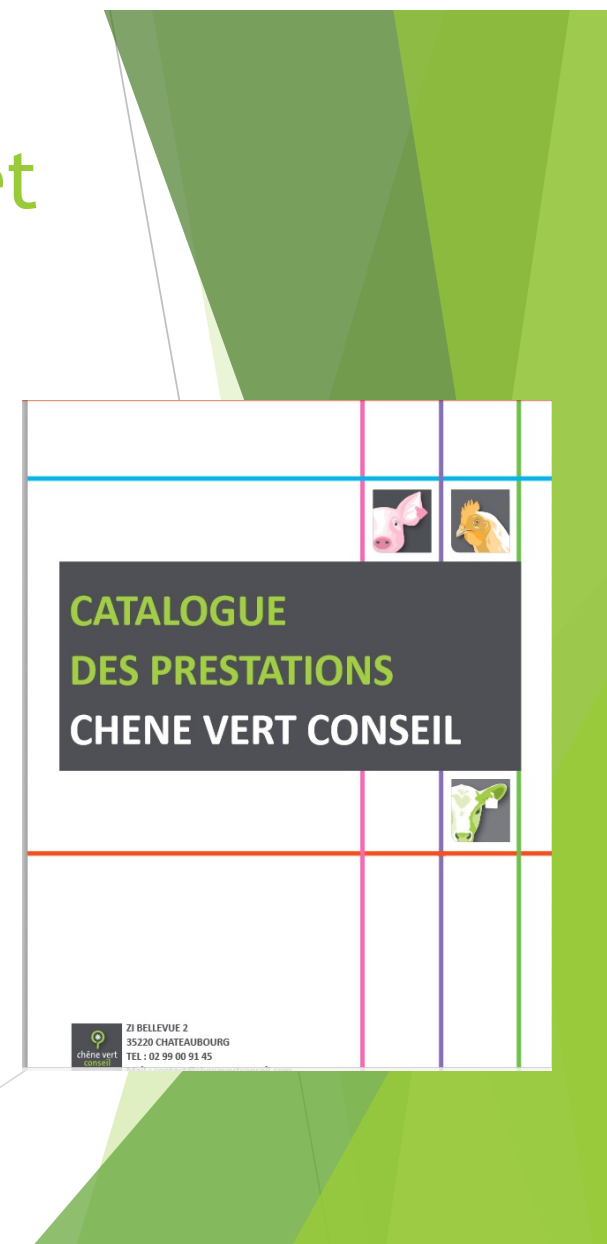 CATALOGUE
DES PRESTATIONS
CHENE VERT CONSEIL
chêne vert
conseil
ZI BELLEVUE 2
35220 CHATEAUBOURG
TEL : 02 99 00 91 45